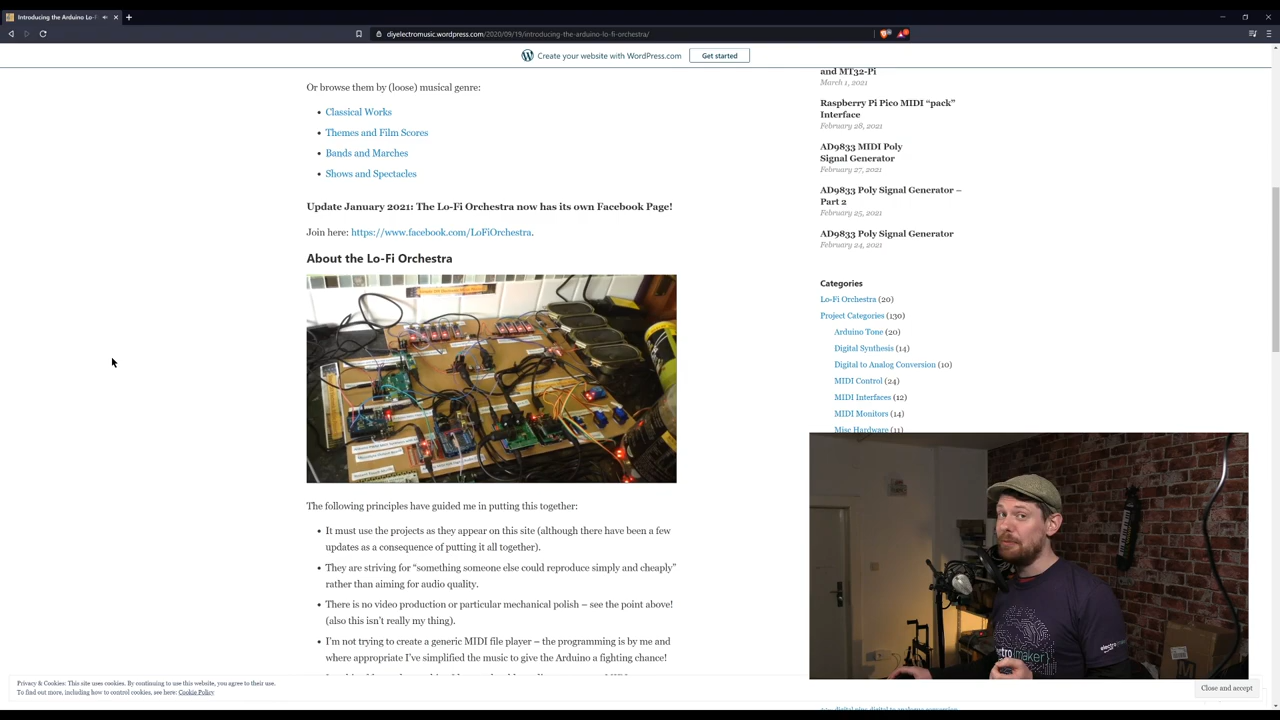 Introducing the Arduino Lo-F
diyelectromusic.wordpress.com/2020/09/19/introducing-the-arduino-lo-fi-orchestra/
Create your website with WordPress.com
Get started
Or browse them by (loose) musical genre:
Classical Works
Themes and Film Scores
Bands and Marches
Shows and Spectacles
Update January 2021: The Lo-Fi Orchestra now has its own Facebook Page!
Join here: https://www.facebook.com/LoFiOrchestra.
About the Lo-Fi Orchestra
The following principles have guided me in putting this together:
It must use the projects as they appear on this site (although there have been a few
updates as a consequence of putting it all together).
They are striving for “something someone else could reproduce simply and cheaply”
rather than aiming for audio quality.
There is no video production or particular mechanical polish – see the point above!
(also this isn’t really my thing).
I’m not trying to create a generic MIDI file player – the programming is by me and
where appropriate I’ve simplified the music to give the Arduino a fighting chance!
and MT32-Pi
March 1, 2021
Raspberry Pi Pico MIDI “pack”
Interface
February 28, 2021
AD9833 MIDI Poly
Signal Generator
February 27, 2021
AD9833 Poly Signal Generator –
Part 2
February 25, 2021
AD9833 Poly Signal Generator
February 24, 2021
Categories
Lo-Fi Orchestra (20)
Project Categories (130)
Arduino Tone (20)
Digital Synthesis (14)
Digital to Analog Conversion (10)
MIDI Control (24)
MIDI Interfaces (12)
MIDI Monitors (14)
Misc Hardware (11)
Privacy & Cookies: This site uses cookies. By continuing to use this website, you agree to their use.
To find out more, including how to control cookies, see here: Cookie Policy
Close and accept